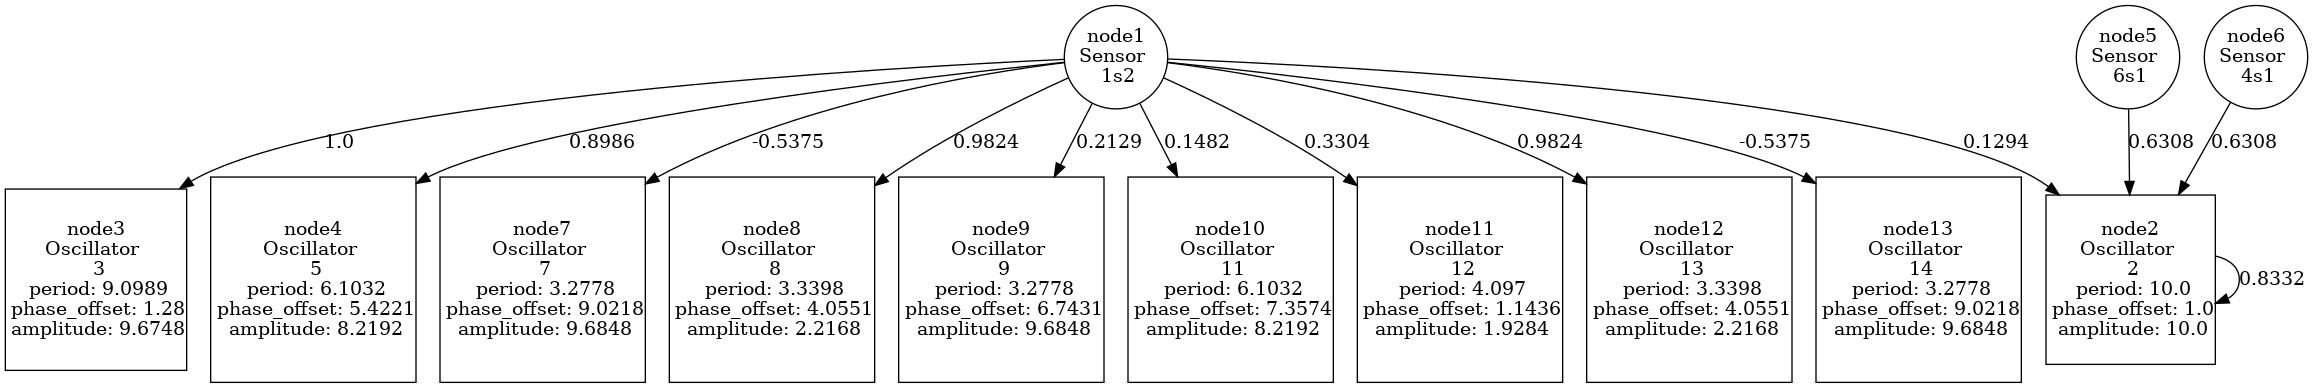 node1
Sensor
1s2
node5
Sensor
6s1
node6
Sensor
4s1
1.0
0.8986
-0.5375
0.9824
0.2129
0.1482
0.3304
0.9824
-0.5375
0.1294
0.6308
0.6308
node3
Oscillator
3
period: 9.0989
phase_offset: 1.28
amplitude: 9.6748
node4
Oscillator
5
period: 6.1032
phase_offset: 5.4221
amplitude: 8.2192
node7
Oscillator
7
period: 3.2778
phase_offset: 9.0218
amplitude: 9.6848
node8
Oscillator
8
period: 3.3398
phase_offset: 4.0551
amplitude: 2.2168
node9
Oscillator
9
period: 3.2778
phase_offset: 6.7431
amplitude: 9.6848
node10
Oscillator
11
period: 6.1032
phase_offset: 7.3574
amplitude: 8.2192
node11
Oscillator
12
period: 4.097
phase_offset: 1.1436
amplitude: 1.9284
node12
Oscillator
13
period: 3.3398
phase_offset: 4.0551
amplitude: 2.2168
node13
Oscillator
14
period: 3.2778
phase_offset: 9.0218
amplitude: 9.6848
node2
Oscillator
2
period: 10.0
phase_offset: 1.0
amplitude: 10.0
0.8332